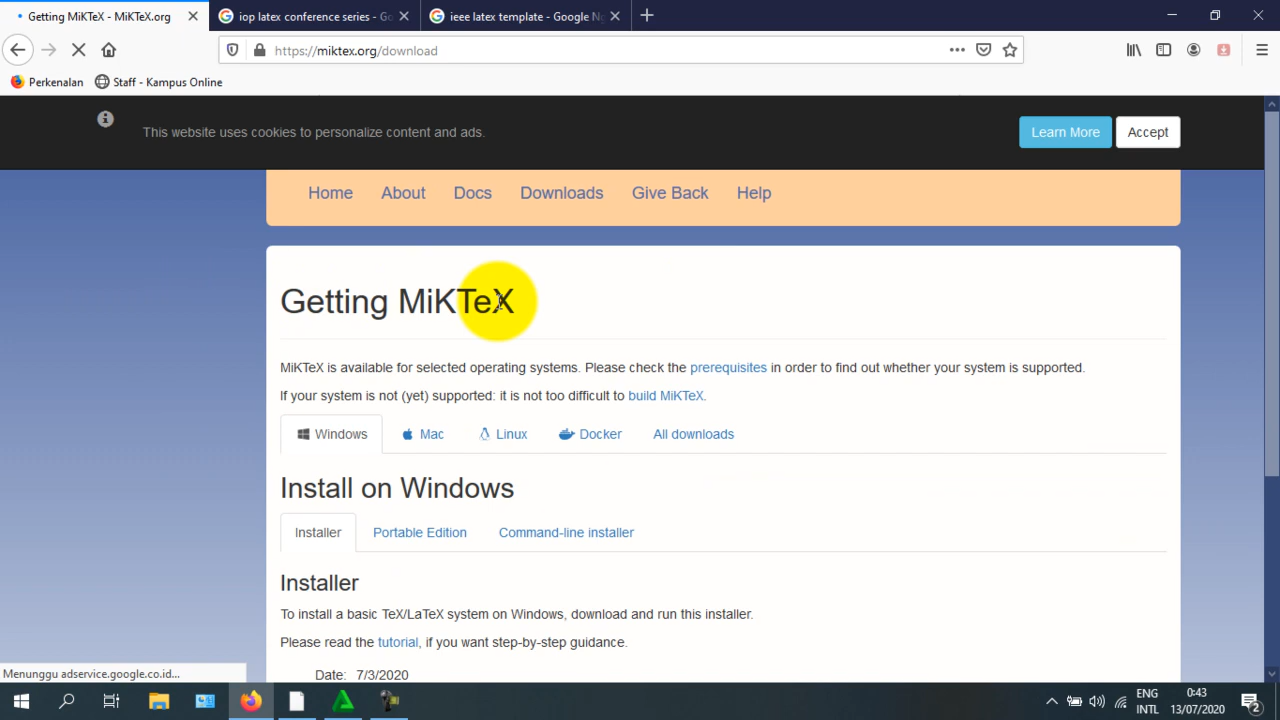 Getting MiKTeX - MiKTeX.org
iop latex conference series - Go
ieee latex template - Google N
https://miktex.org/download
Perkenalan
Staff - Kampus Online
This website uses cookies to personalize content and ads.
Learn More
Accept
Home
About
Docs
Downloads
Give Back
Help
Getting MiKTeX
MiKTeX is available for selected operating systems. Please check the prerequisites in order to find out whether your system is supported.
If your system is not (yet) supported: it is not too difficult to build MiKTeX.
Windows
Mac
Linux
Docker
All downloads
Install on Windows
Installer
Portable Edition
Command-line installer
Installer
To install a basic TeX/LaTeX system on Windows, download and run this installer.
Please read the tutorial, if you want step-by-step guidance.
Date: 7/3/2020
Menunggu adservice.google.co.id...
ENG
INTL
0:43
13/07/2020
2